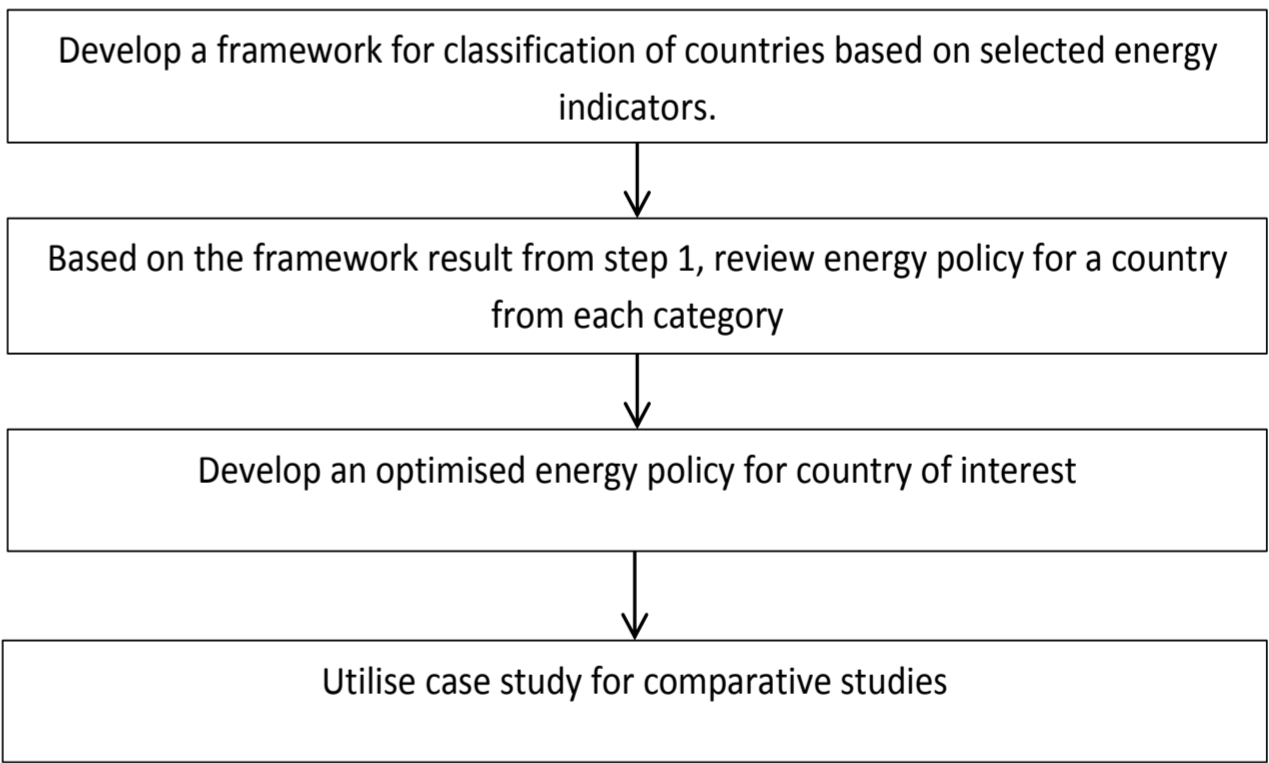 Develop a framework for classification of countries based on selected energy
indicators.
Based on the framework result from step 1, review energy policy for a country
from each category
Develop an optimised energy policy for country of interest
Utilise case study for comparative studies